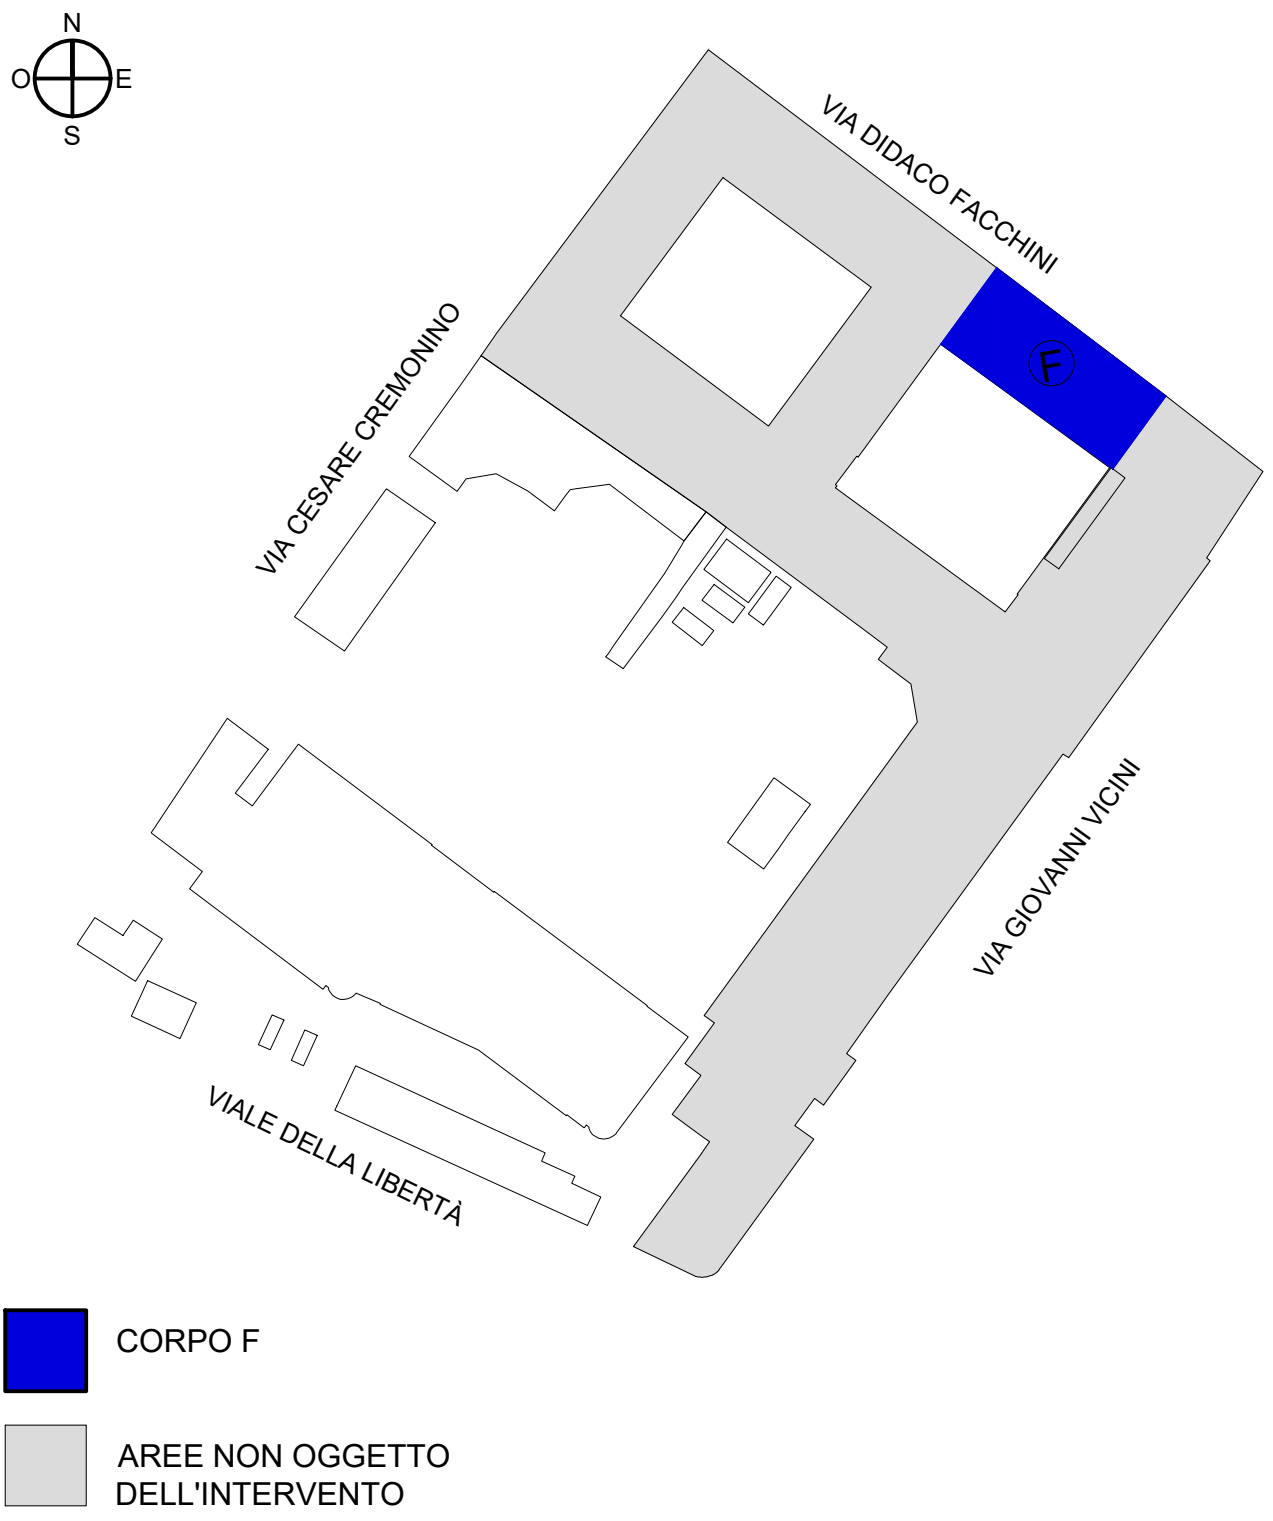 N
O E
S
VIA DIDACO FACCHINI
VIA CESARE CREMONINO
F
VIA GIOVANNI VICINI
VIALE DELLA LIBERTÀ
CORPO F
AREE NON OGGETTO
DELL'INTERVENTO